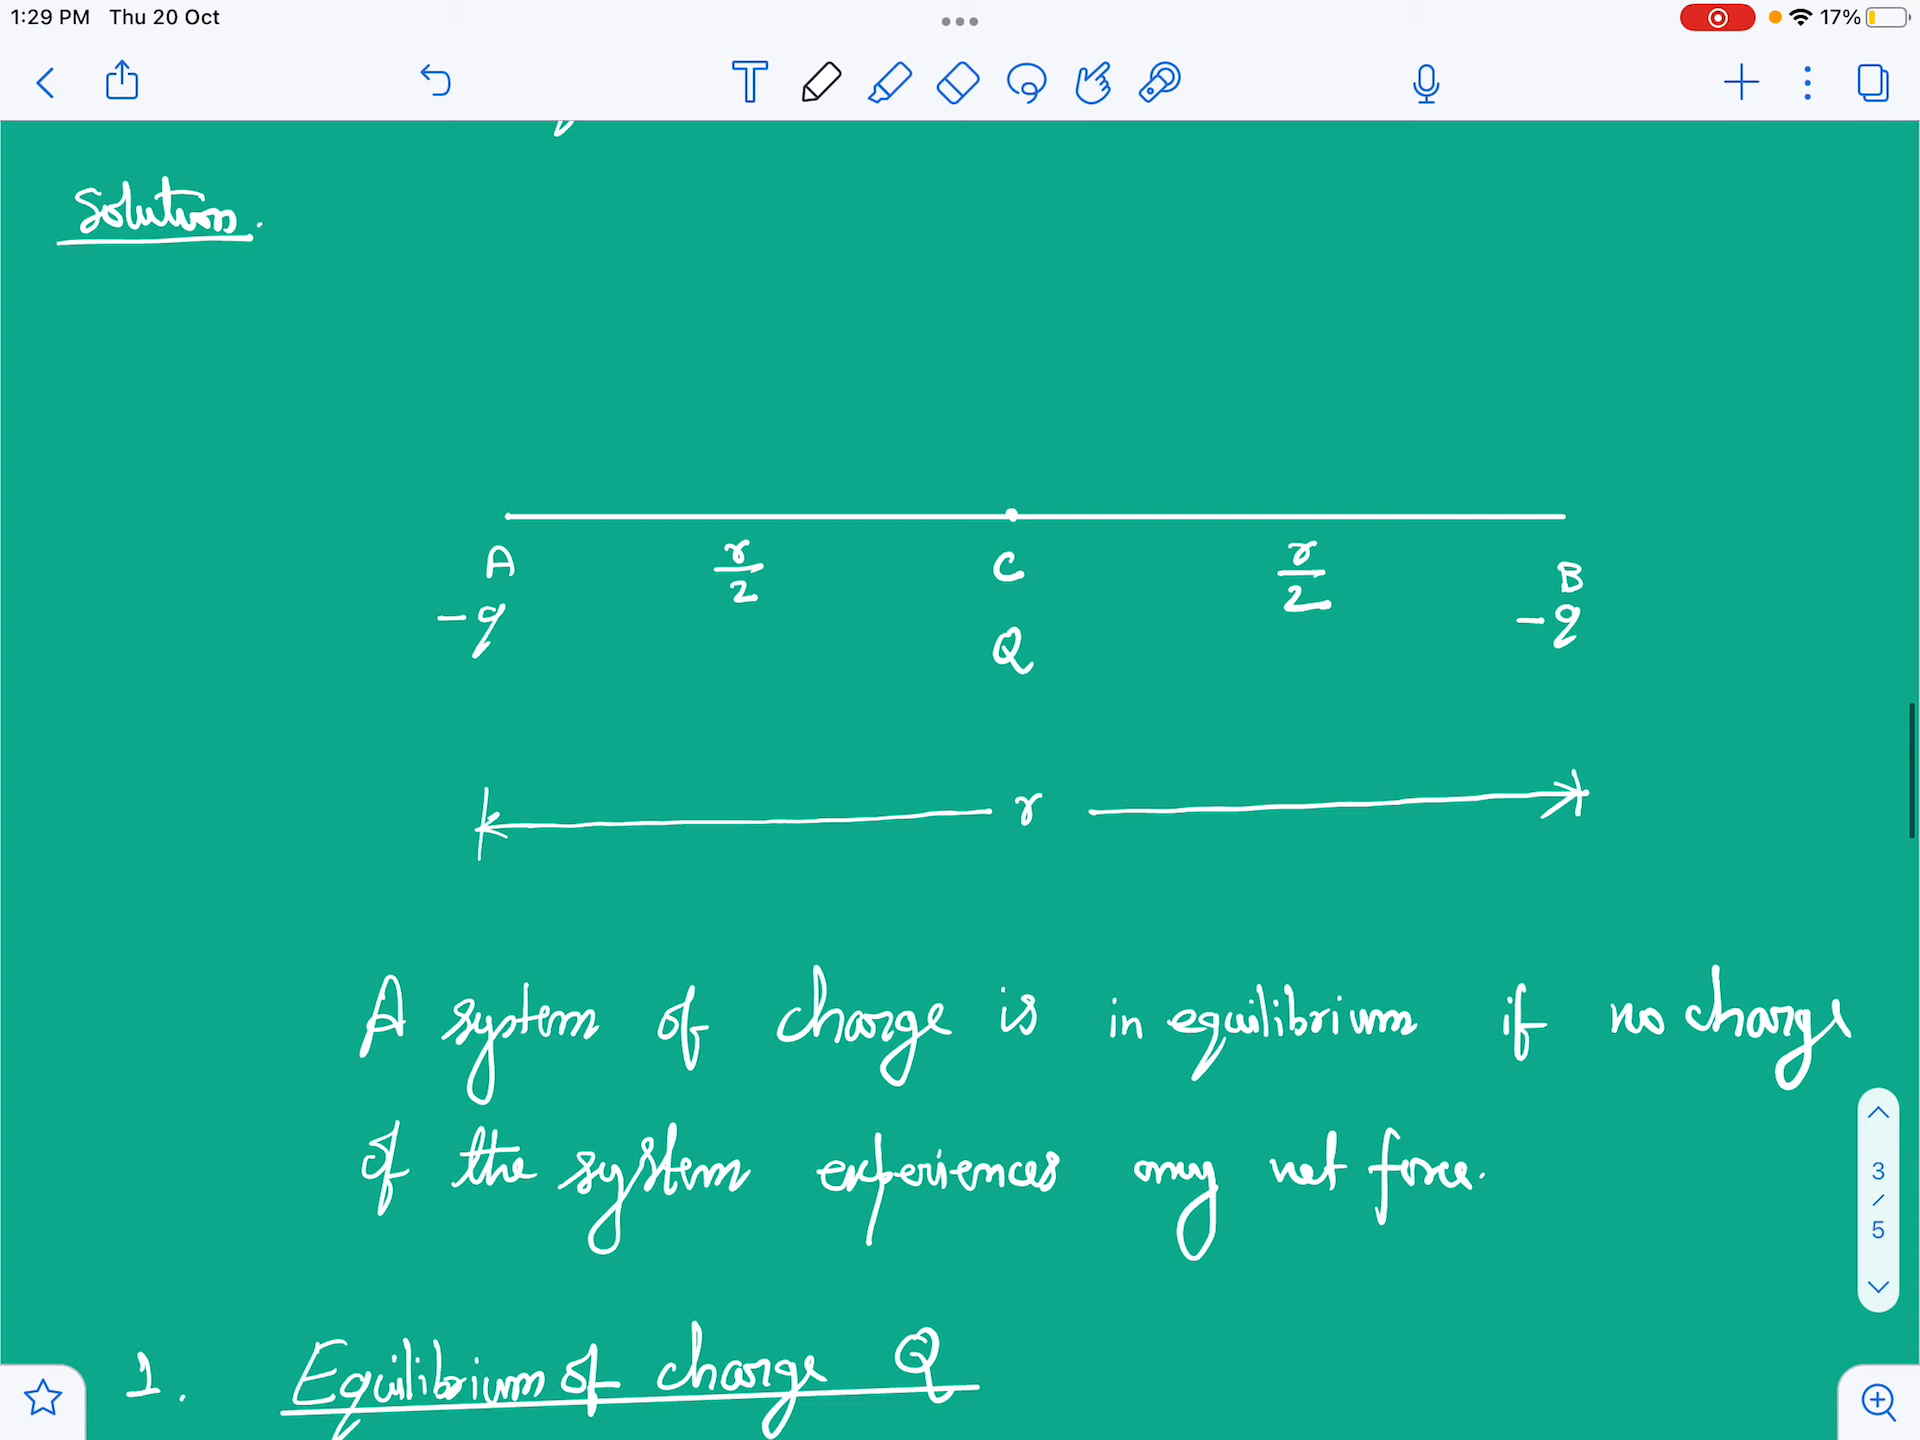 1:29 PM Thu 20 Oct
17%
Solution.
A r/2 C r/2 B
-q Q -q
r
A system of charge is in equilibrium if no charge
of the system experiences any net force.
3
/
5
1. Equilibrium of charge Q